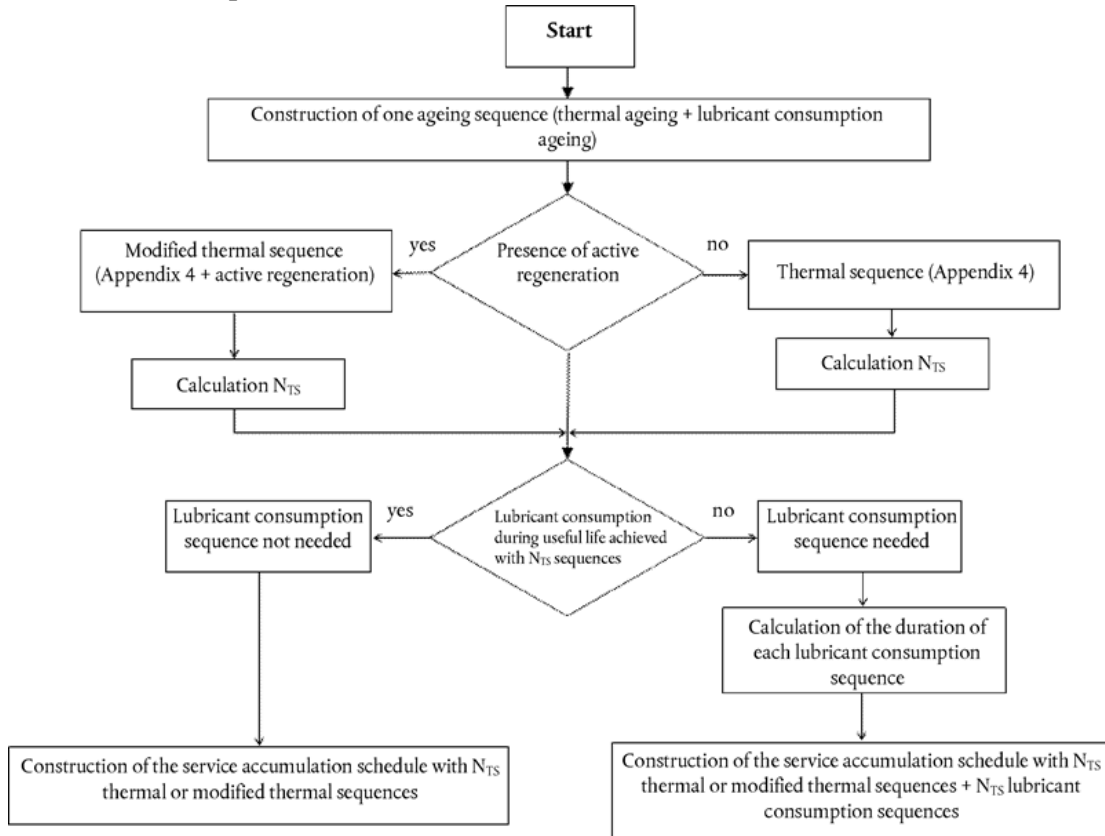 Start
Construction of one ageing sequence (thermal ageing + lubricant consumption
ageing)
yes
no
Modified thermal sequence
(Appendix 4 + active regeneration)
Presence of active
regeneration
Thermal sequence (Appendix 4)
Calculation NTS
Calculation NTS
yes
no
Lubricant consumption
sequence not needed
Lubricant consumption
during useful life achieved
with NTS sequences
Lubricant consumption
sequence needed
Calculation of the duration of
each lubricant consumption
sequence
Construction of the service accumulation schedule with NTS
thermal or modified thermal sequences
Construction of the service accumulation schedule with NTS
thermal or modified thermal sequences + NTS lubricant
consumption sequences